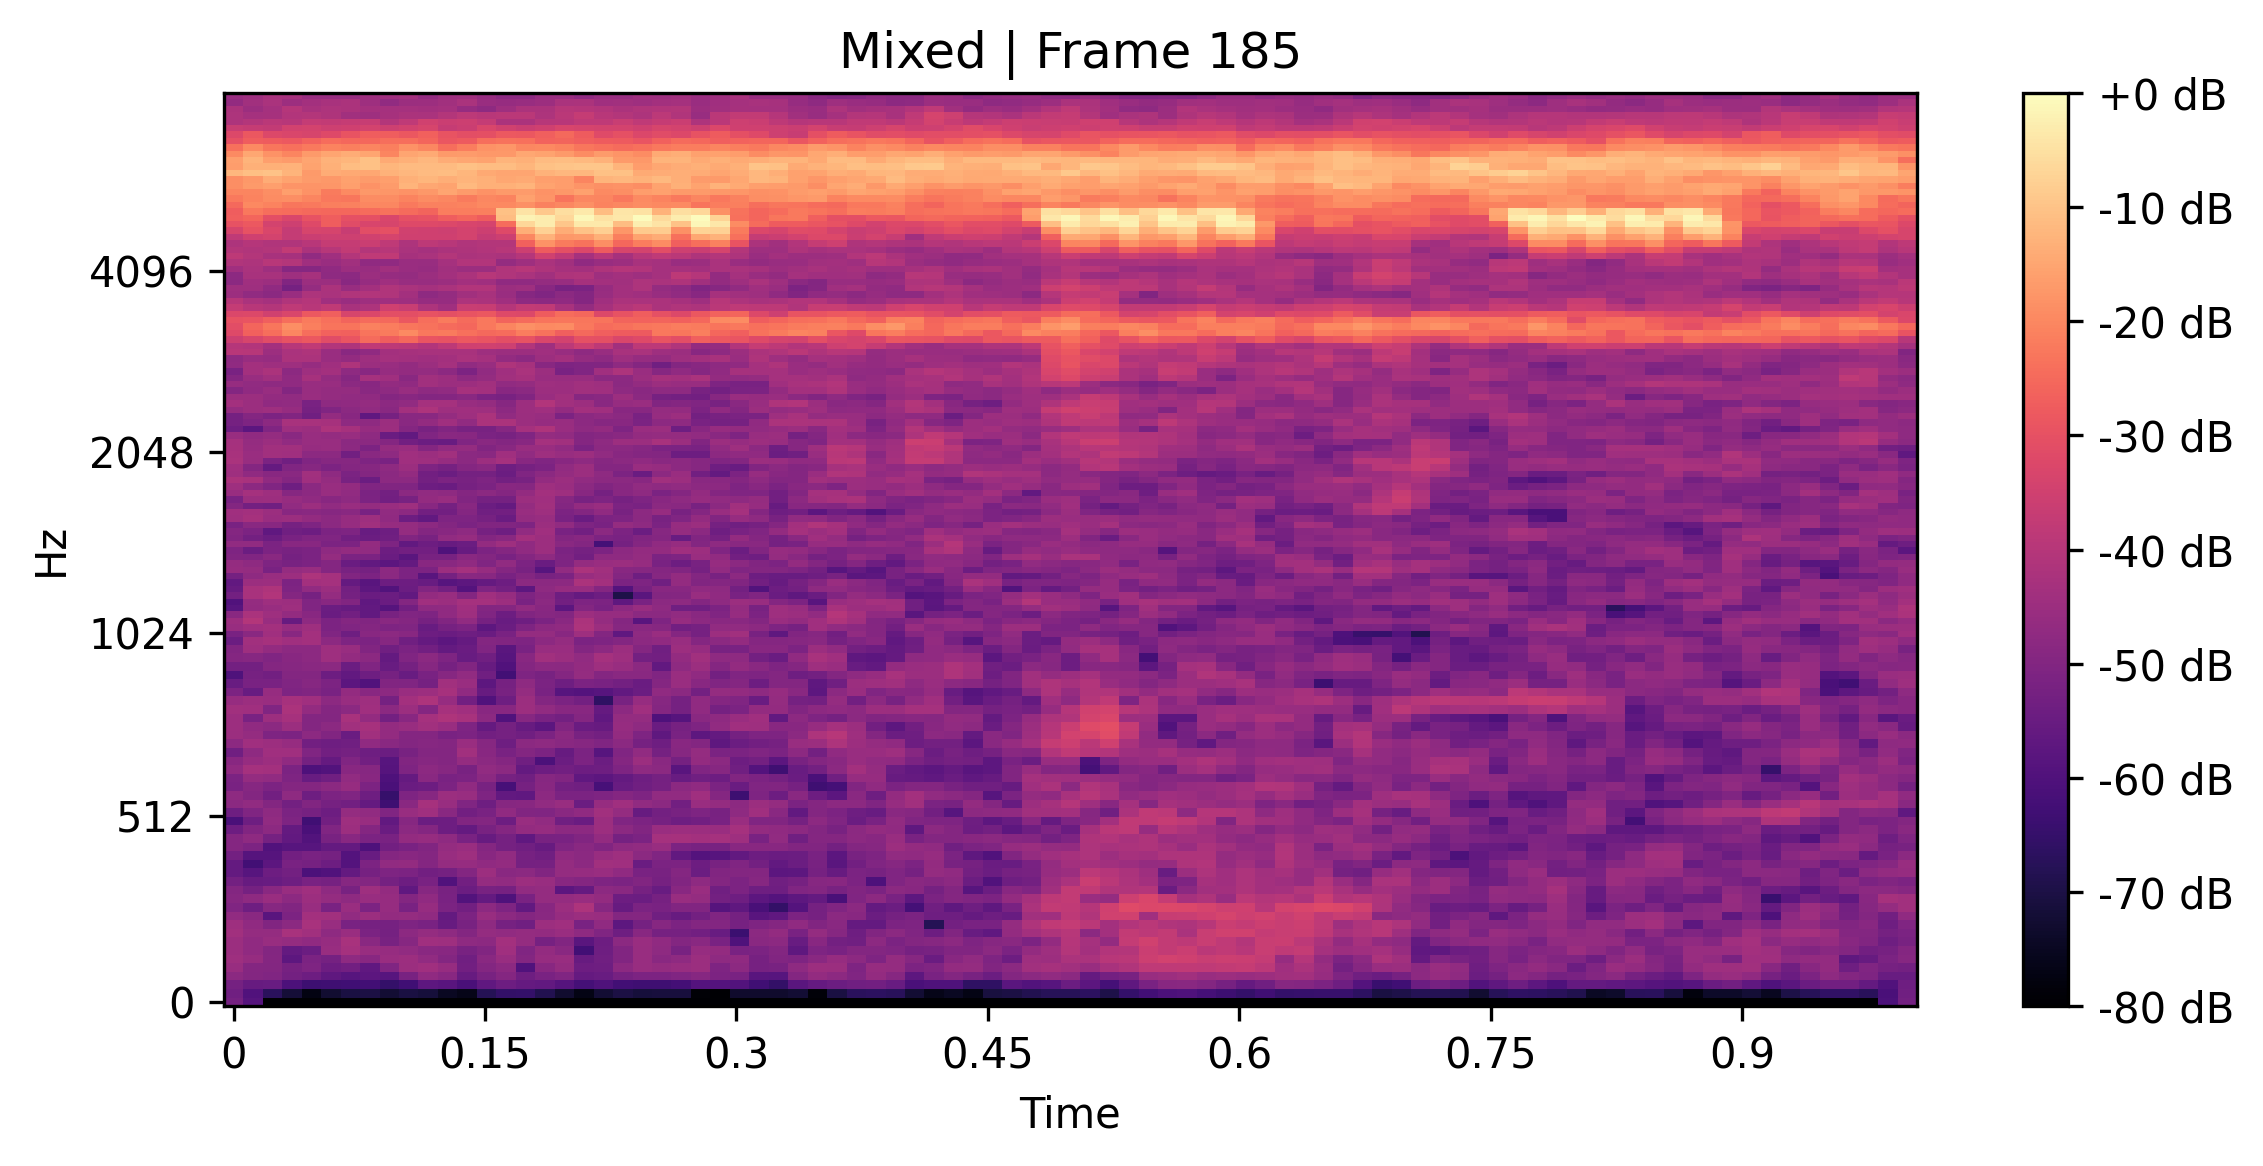 Mixed | Frame 185
+0 dB
-10 dB
-20 dB
-30 dB
-40 dB
-50 dB
-60 dB
-70 dB
-80 dB
4096
2048
1024
512
0
Hz
0 0.15 0.3 0.45 0.6 0.75 0.9
Time